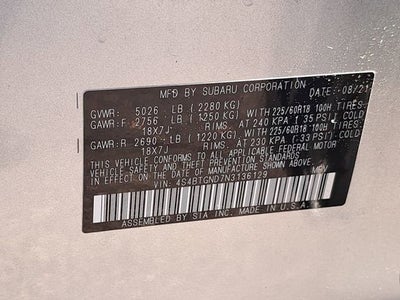 MFD BY SUBARU CORPORATION DATE: 08/21
GVWR: 5026 LB (2280 KG)
GAWR:F 2756 LB (1250 KG) WITH 225/60R18 100H TIRES,
18X7J RIMS, AT 240 KPA (35 PSI) COLD
GAWR:R 2690 LB (1220 KG) WITH 225/60R18 100H TIRES,
18X7J RIMS, AT 230 KPA (33 PSI) COLD
THIS VEHICLE CONFORMS TO ALL APPLICABLE FEDERAL MOTOR
VEHICLE SAFETY AND THEFT PREVENTION STANDARDS
IN EFFECT ON THE DATE OF MANUFACTURE SHOWN ABOVE.
VIN: 4S4BTGND7N3136129
ASSEMBLED BY SIA INC. MADE IN U.S.A.